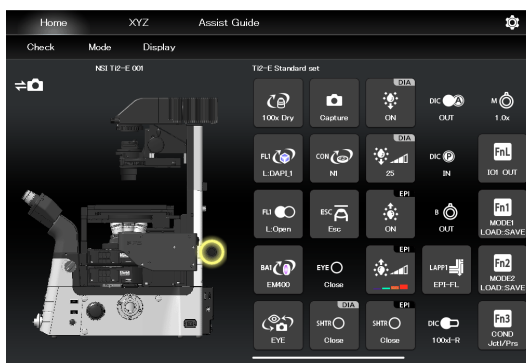 Home XYZ Assist Guide
Check Mode Display
NSI Ti2-E 001
Ti2-E Standard set
100x Dry
Capture
DIA
ON
DIC A
OUT
M
1.0x
FL1
L:DAPI_1
CON
N1
DIA
25
DIC P
IN
FnL
IO1 OUT
FL1
L:Open
ESC
Esc
EPI
ON
B
OUT
Fn1
MODE1
LOAD:SAVE
BA1
EM400
EYE
Close
EPI
LAPP1
EPI-FL
Fn2
MODE2
LOAD:SAVE
EYE
DIA
SHTR
Close
EPI
SHTR
Close
DIC
100xI-R
Fn3
COND
Jctl/Prs